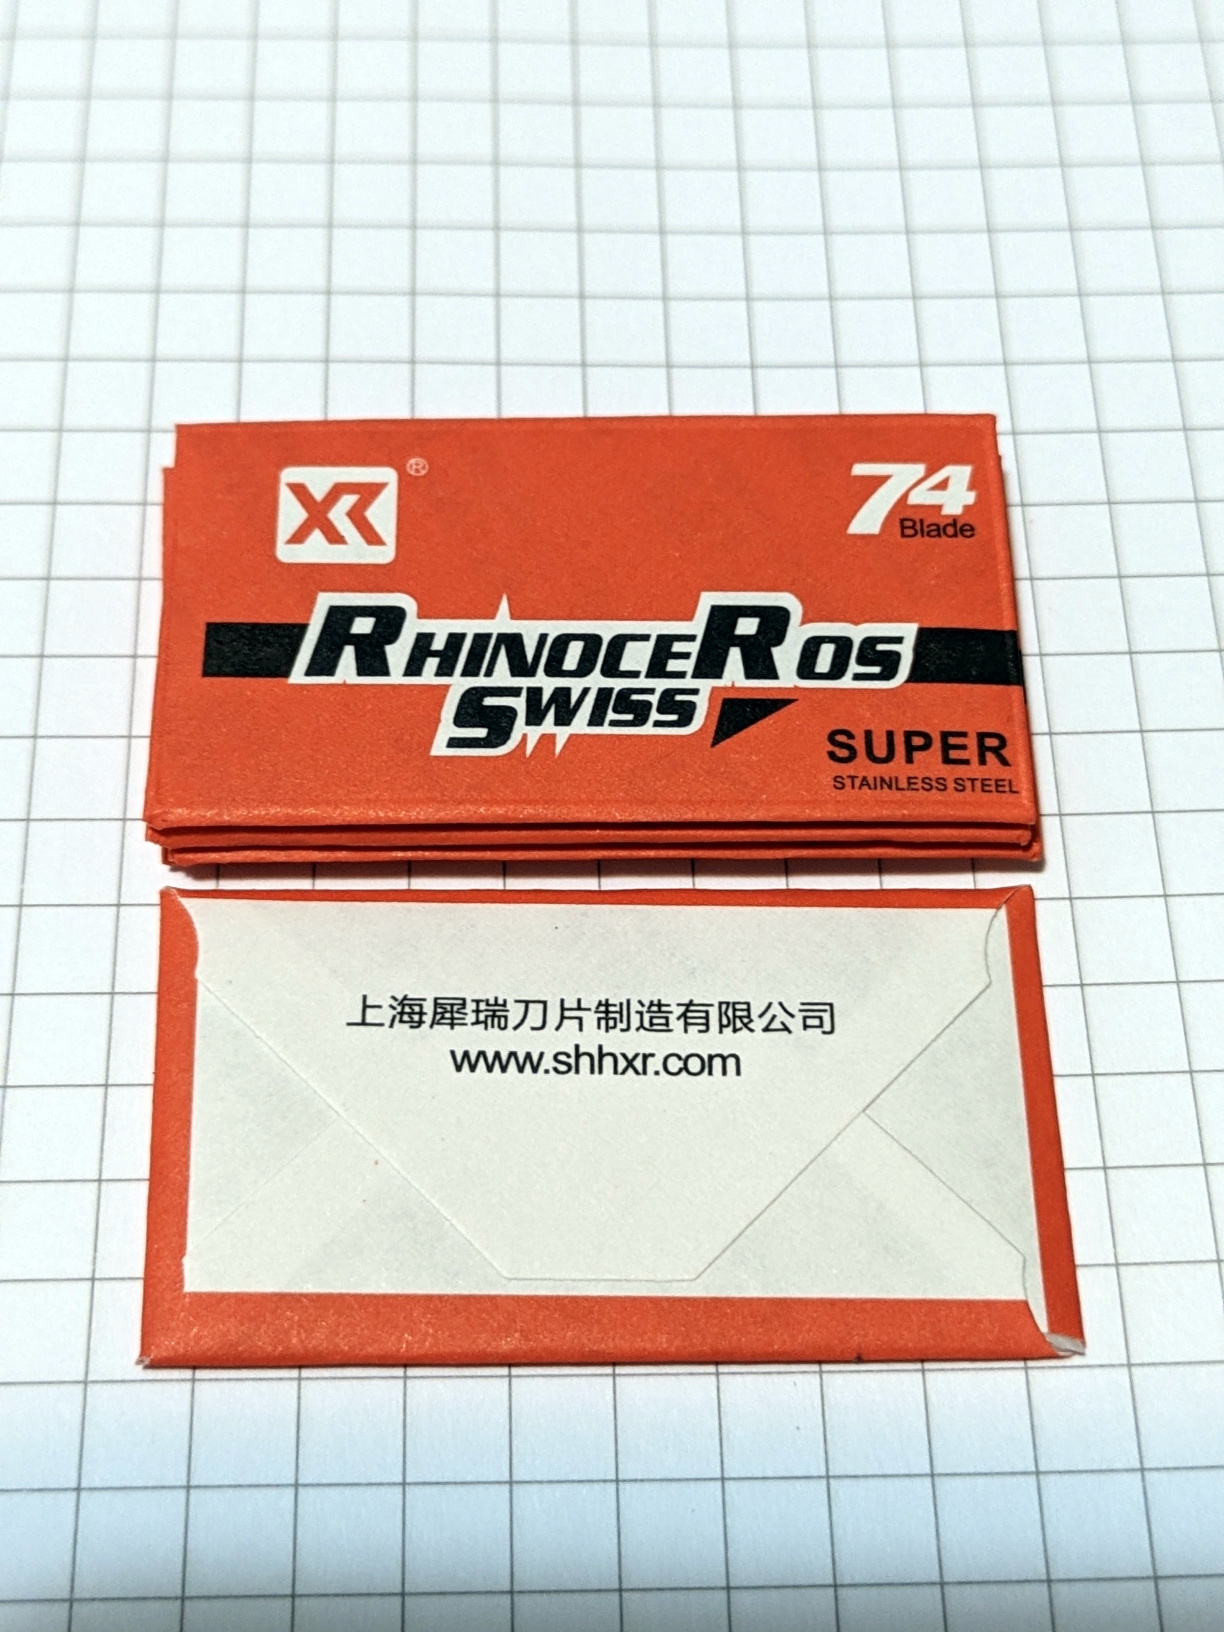 XR ®
74
Blade
RHINOCEROS
SWISS
SUPER
STAINLESS STEEL
上海犀瑞刀片制造有限公司
www.shhxr.com